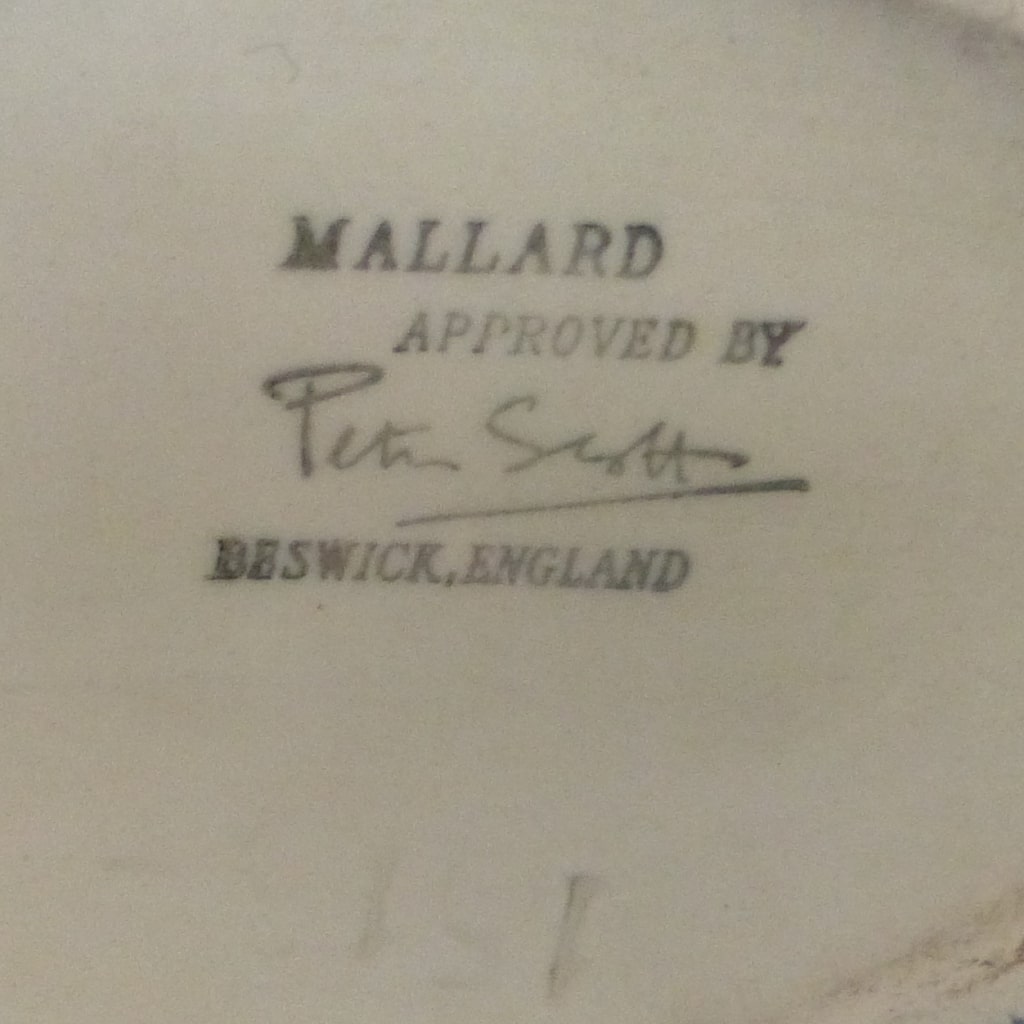 MALLARD
APPROVED BY
Peter Scott
BESWICK, ENGLAND